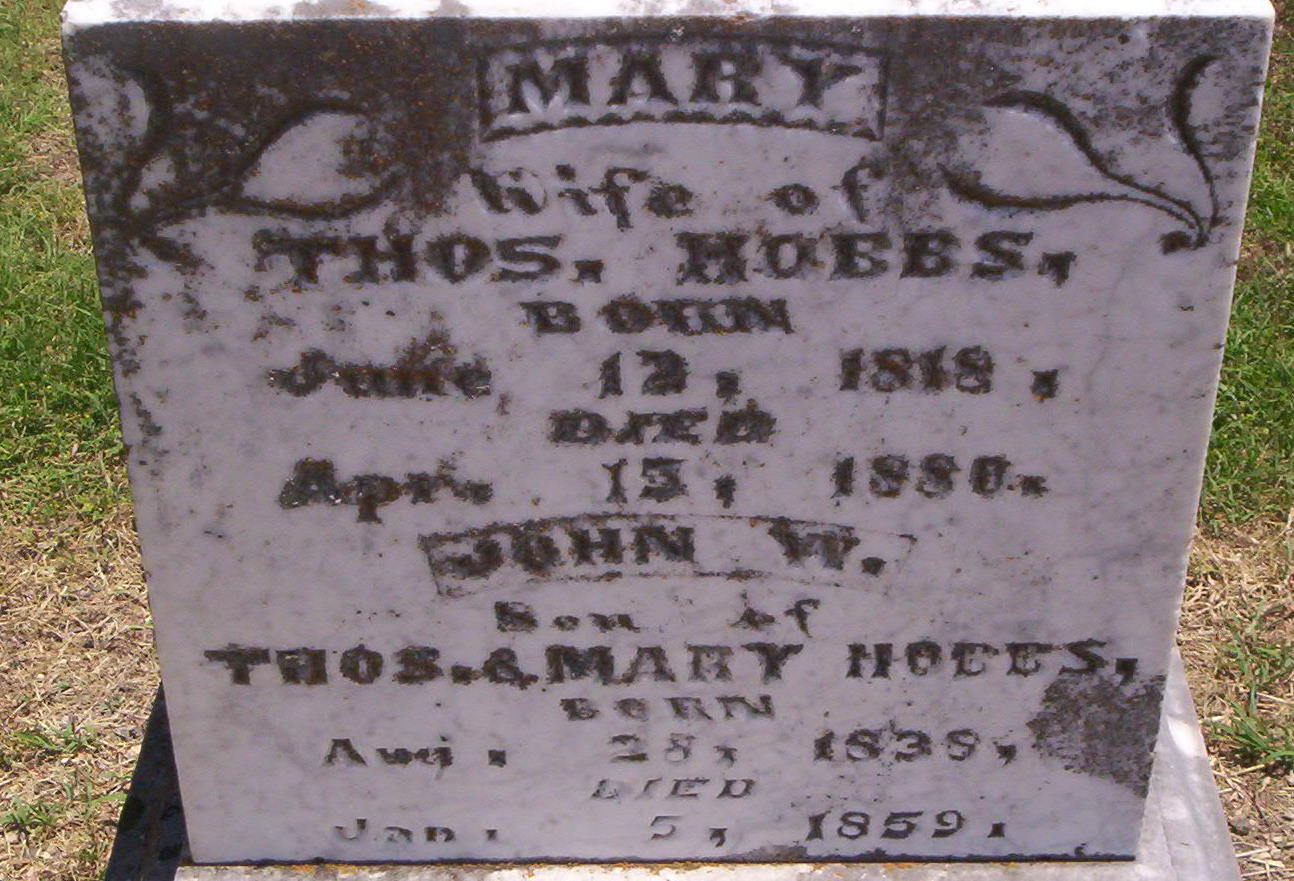 MARY
Wife of
THOS. HOBBS,
BORN
June 12, 1818,
DIED
Apr. 15, 1880.
JOHN W.
Son of
THOS. & MARY HOBBS,
BORN
Aug. 28, 1839,
DIED
Jan. 5, 1859.